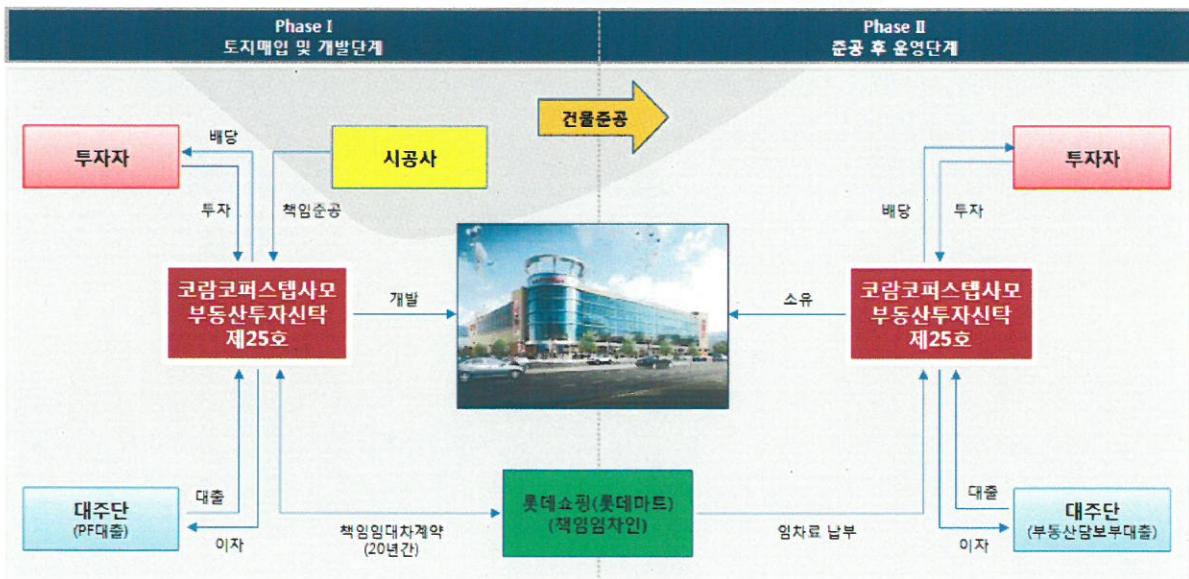 Phase I
토지매입 및 개발단계
Phase II
준공 후 운영단계
건물준공
투자자
배당
시공사
투자
책임준공
코람코퍼스텝사모
부동산투자신탁
제25호
개발
소유
투자자
배당
투자
코람코퍼스텝사모
부동산투자신탁
제25호
대주단
(PF대출)
대출
이자
책임임대차계약
(20년간)
롯데쇼핑(롯데마트)
(책임임차인)
임차료 납부
대출
이자
대주단
(부동산담보부대출)